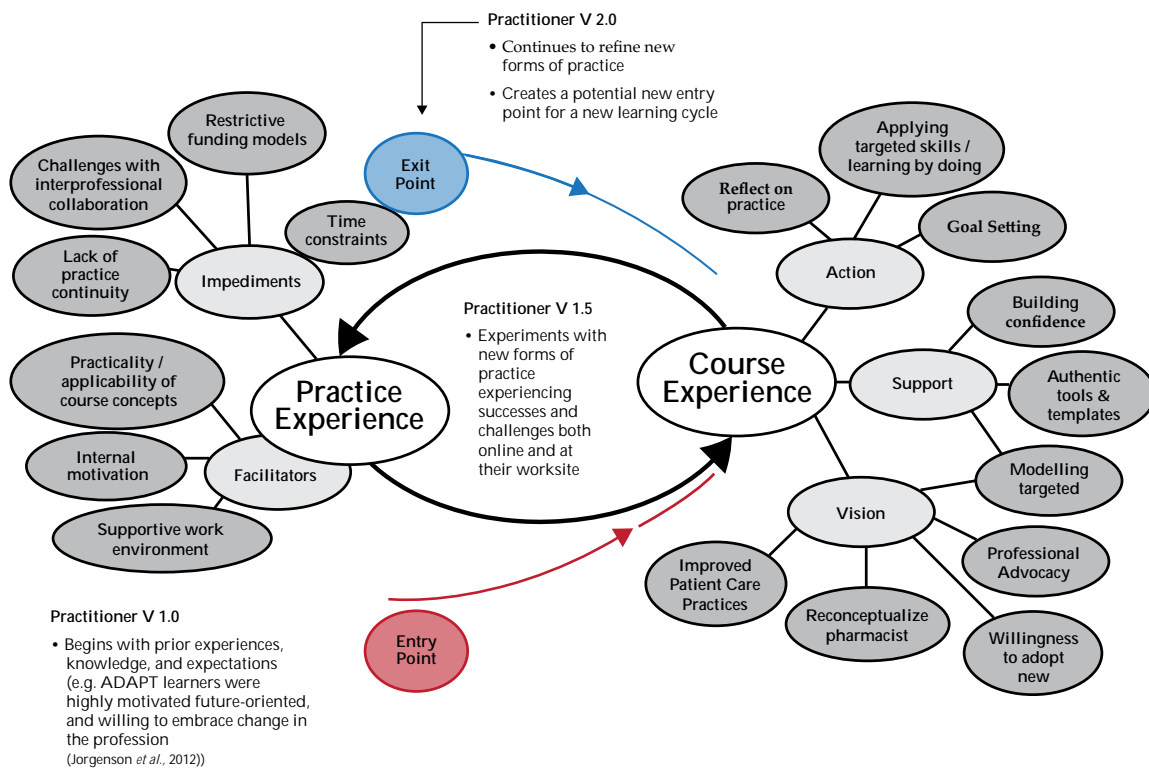 Practitioner V 2.0
• Continues to refine new
forms of practice
• Creates a potential new entry
point for a new learning cycle
Restrictive
funding models
Challenges with
interprofessional
collaboration
Lack of
practice
continuity
Time
constraints
Impediments
Exit
Point
Applying
targeted skills /
learning by doing
Reflect on
practice
Goal Setting
Action
Practitioner V 1.5
• Experiments with
new forms of
practice
experiencing
successes and
challenges both
online and at
their worksite
Practice
Experience
Course
Experience
Building
confidence
Support
Authentic
tools &
templates
Modelling
targeted
Practicality /
applicability of
course concepts
Internal
motivation
Facilitators
Supportive work
environment
Vision
Improved
Patient Care
Practices
Reconceptualize
pharmacist
Professional
Advocacy
Willingness
to adopt
new
Entry
Point
Practitioner V 1.0
• Begins with prior experiences,
knowledge, and expectations
(e.g. ADAPT learners were
highly motivated future-oriented,
and willing to embrace change in
the profession
(Jorgenson et al., 2012))